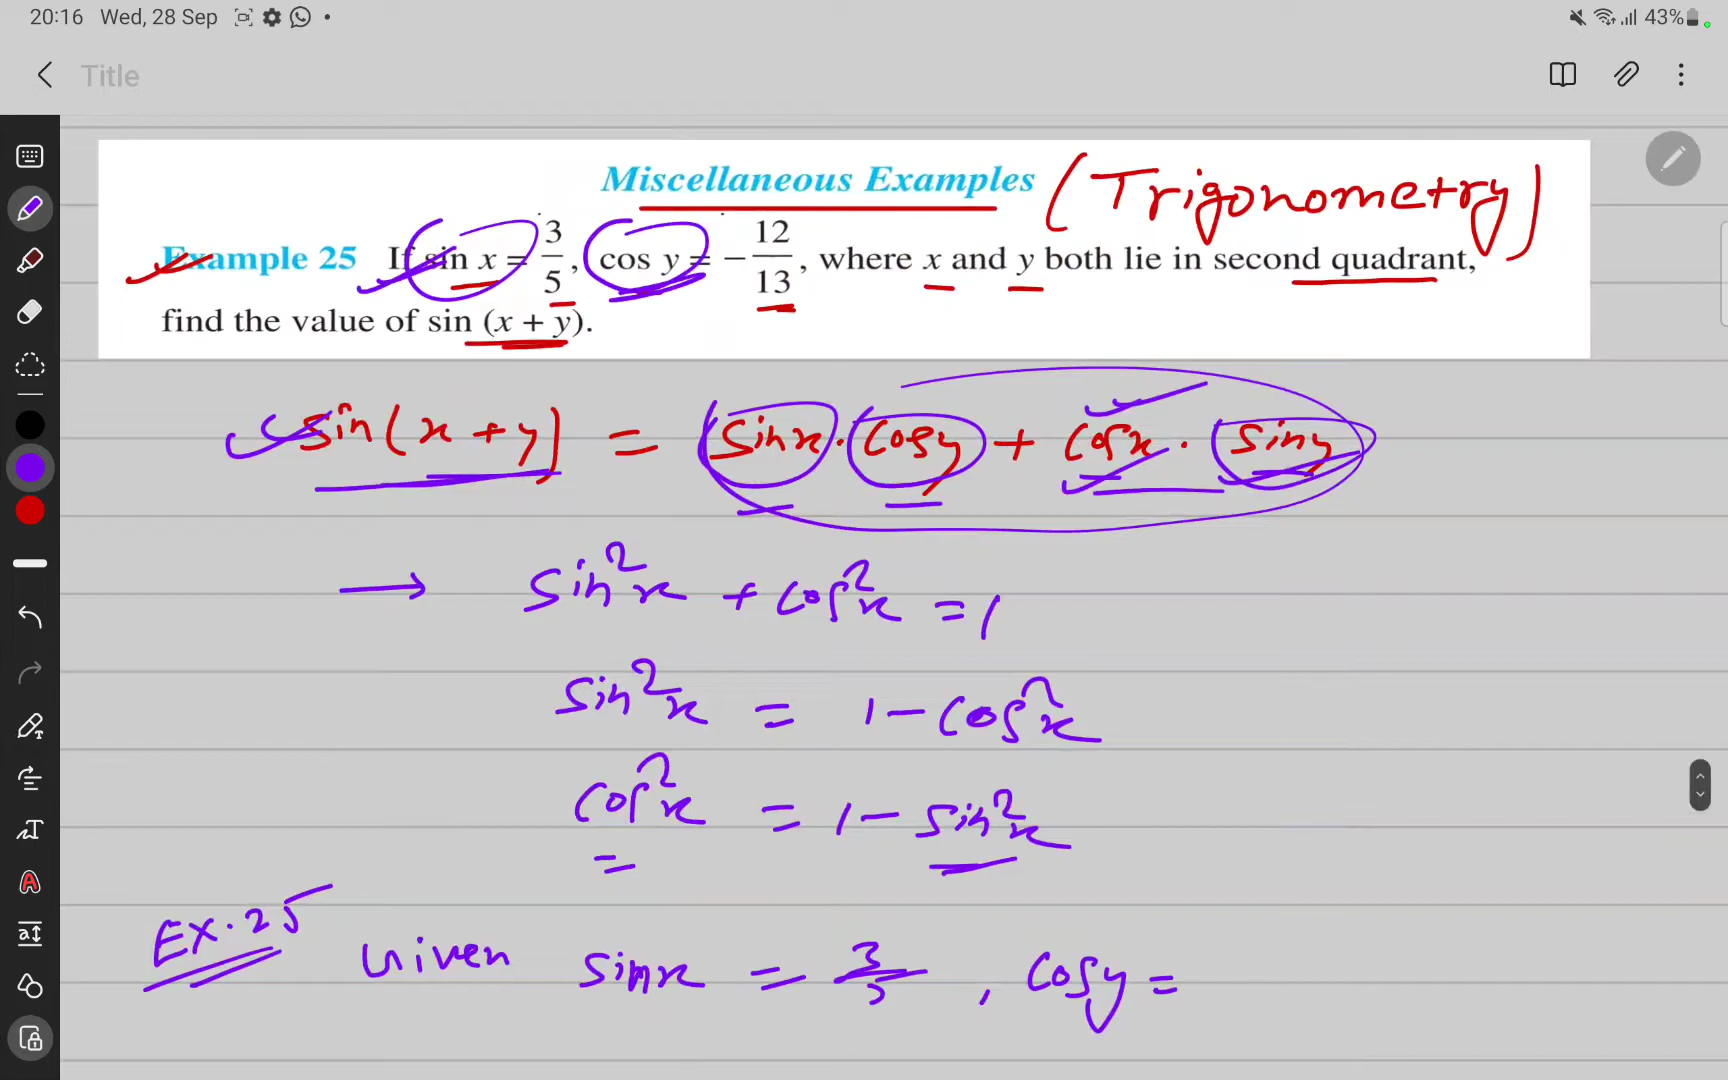 20:16 Wed, 28 Sep 43%
Title
Miscellaneous Examples (Trigonometry)
Example 25 If sin x = 3/5, cos y = −12/13, where x and y both lie in second quadrant,
find the value of sin (x + y).
sin(x + y) = sinx · cosy + cosx · siny
→ sin²x + cos²x = 1
sin²x = 1 − cos²x
cos²x = 1 − sin²x
EX. 25 Given sinx = 3/5, cosy =